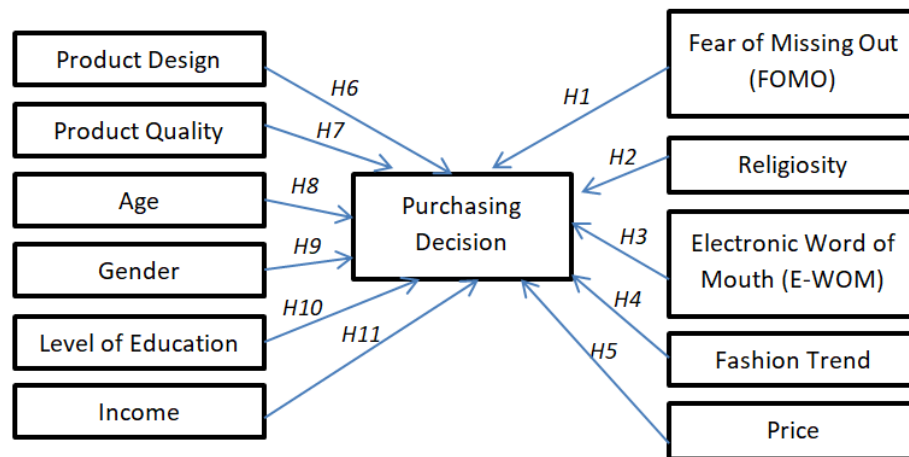 Product Design
Product Quality
Age
Gender
Level of Education
Income
H6
H7
H8
H9
H10
H11
Purchasing
Decision
H1
H2
H3
H4
H5
Fear of Missing Out
(FOMO)
Religiosity
Electronic Word of
Mouth (E-WOM)
Fashion Trend
Price